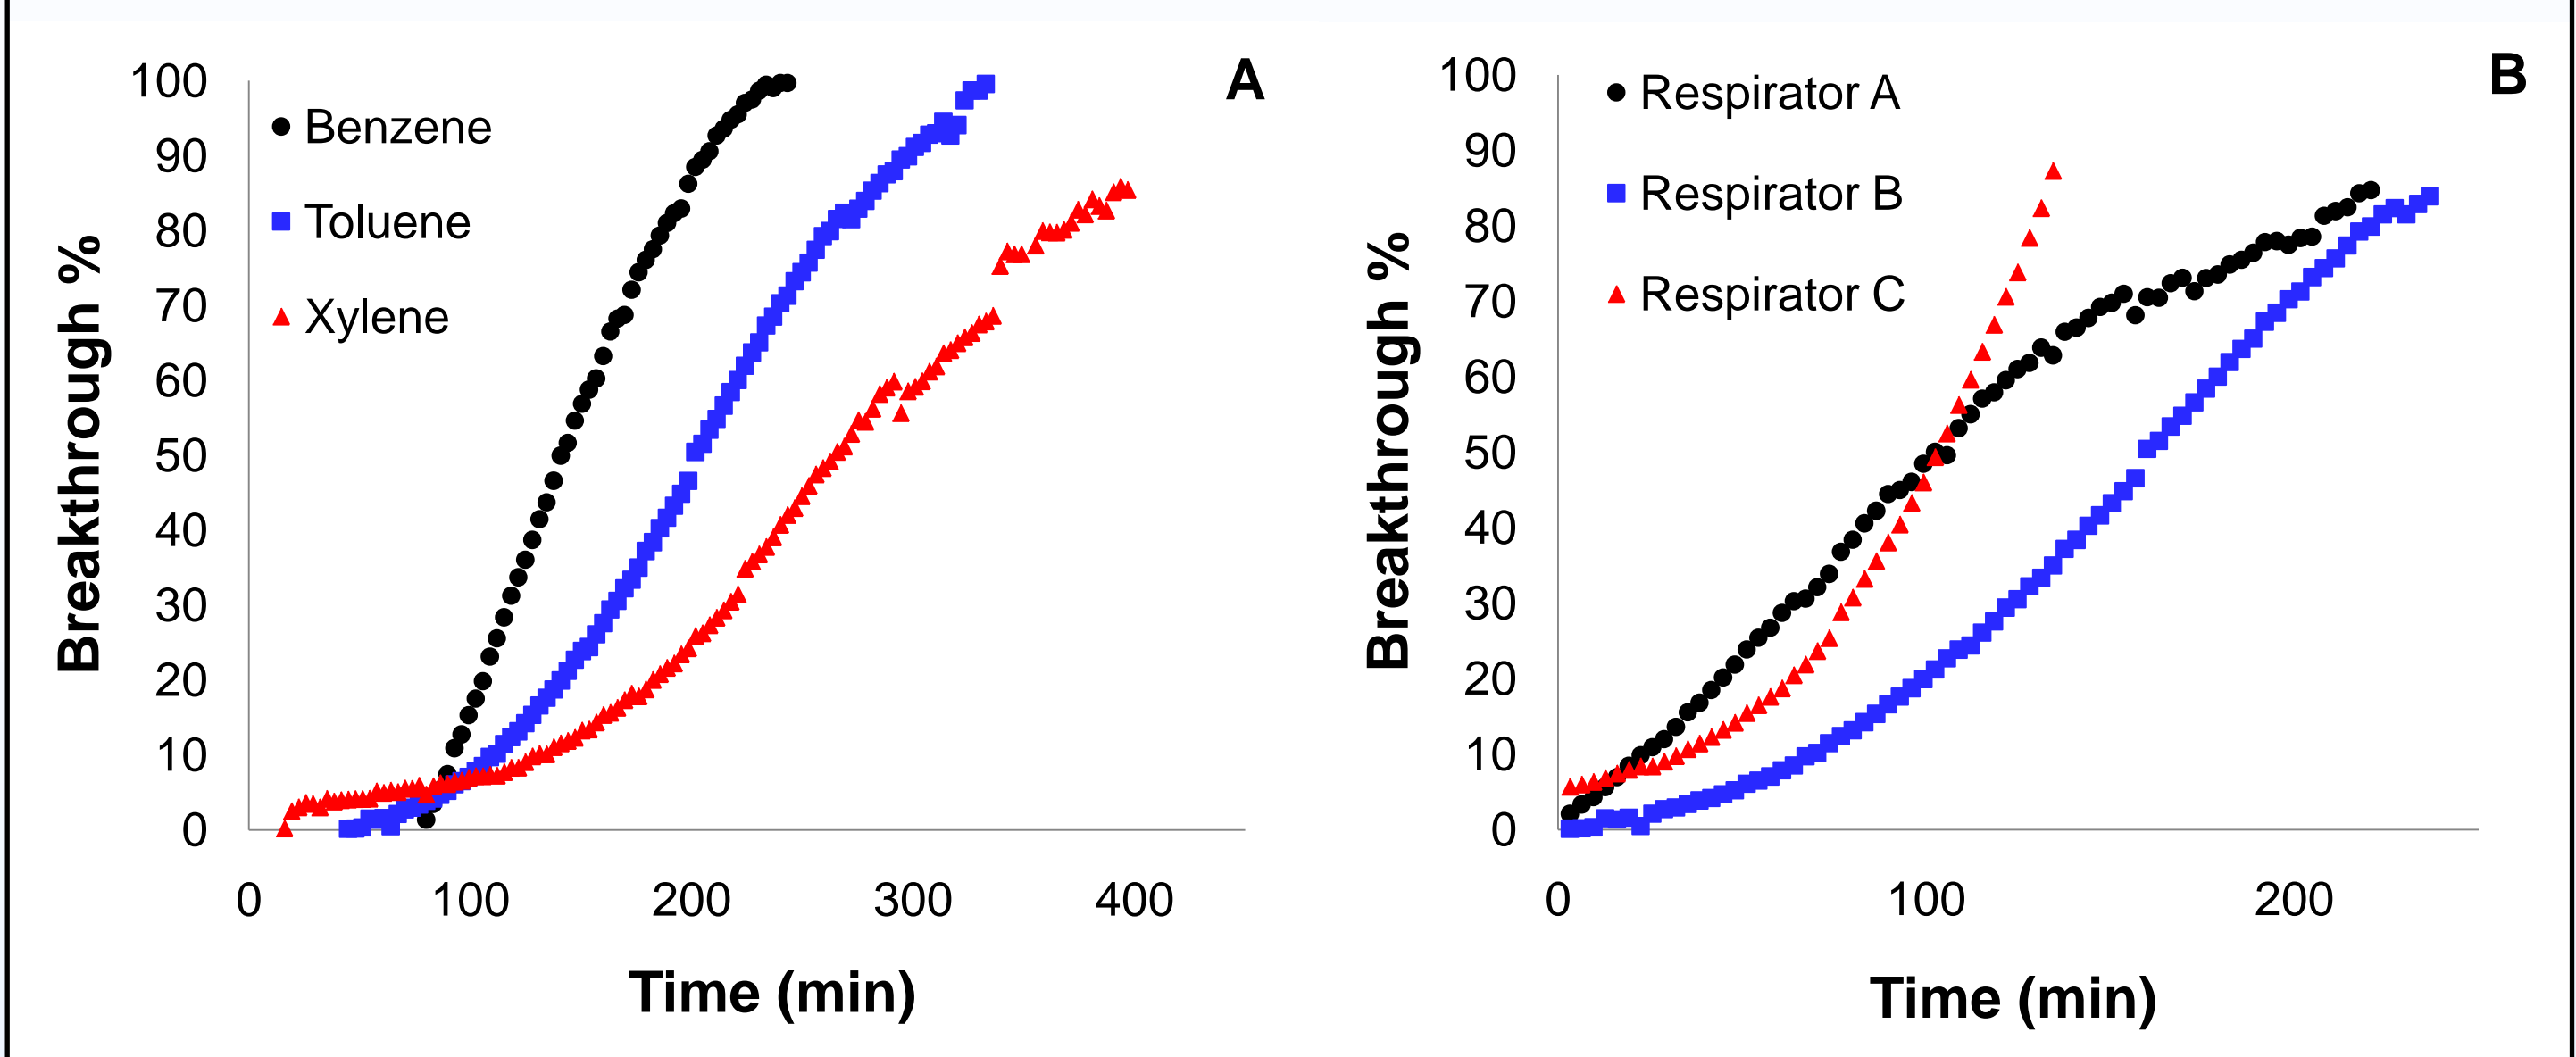 A
Benzene
Toluene
Xylene
Breakthrough %
100
90
80
70
60
50
40
30
20
10
0
0 100 200 300 400
Time (min)
B
Respirator A
Respirator B
Respirator C
Breakthrough %
100
90
80
70
60
50
40
30
20
10
0
0 100 200
Time (min)